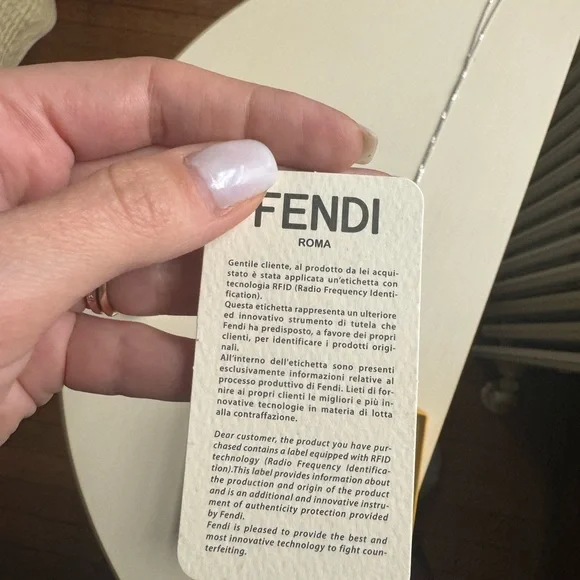 FENDI
ROMA
Gentile cliente, al prodotto da lei acqui-
stato è stata applicata un'etichetta con
tecnologia RFID (Radio Frequency Identi-
fication).
Questa etichetta rappresenta un ulteriore
ed innovativo strumento di tutela che
Fendi ha predisposto, a favore dei propri
clienti, per identificare i prodotti origi-
nali.
All'interno dell'etichetta sono presenti
esclusivamente informazioni relative al
processo produttivo di Fendi. Lieti di for-
nire ai propri clienti le migliori e più in-
novative tecnologie in materia di lotta
alla contraffazione.
Dear customer, the product you have pur-
chased contains a label equipped with RFID
technology (Radio Frequency Identifica-
tion).This label provides information about
the production and origin of the product
and is an additional and innovative instru-
ment of authenticity protection provided
by Fendi.
Fendi is pleased to provide the best and
most innovative technology to fight coun-
terfeiting.